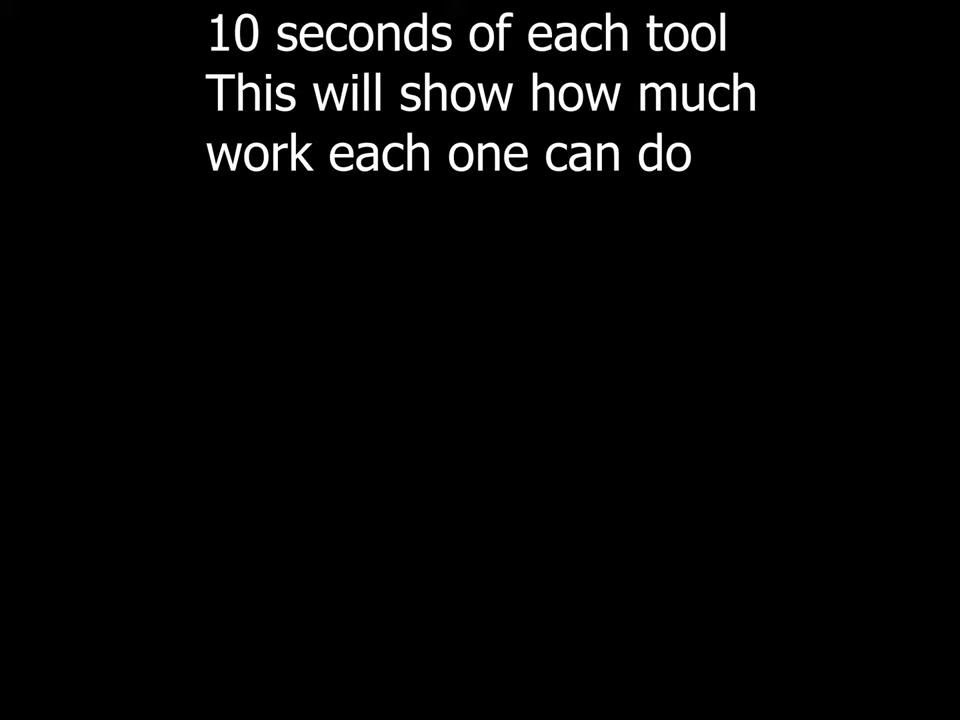 10 seconds of each tool
This will show how much
work each one can do